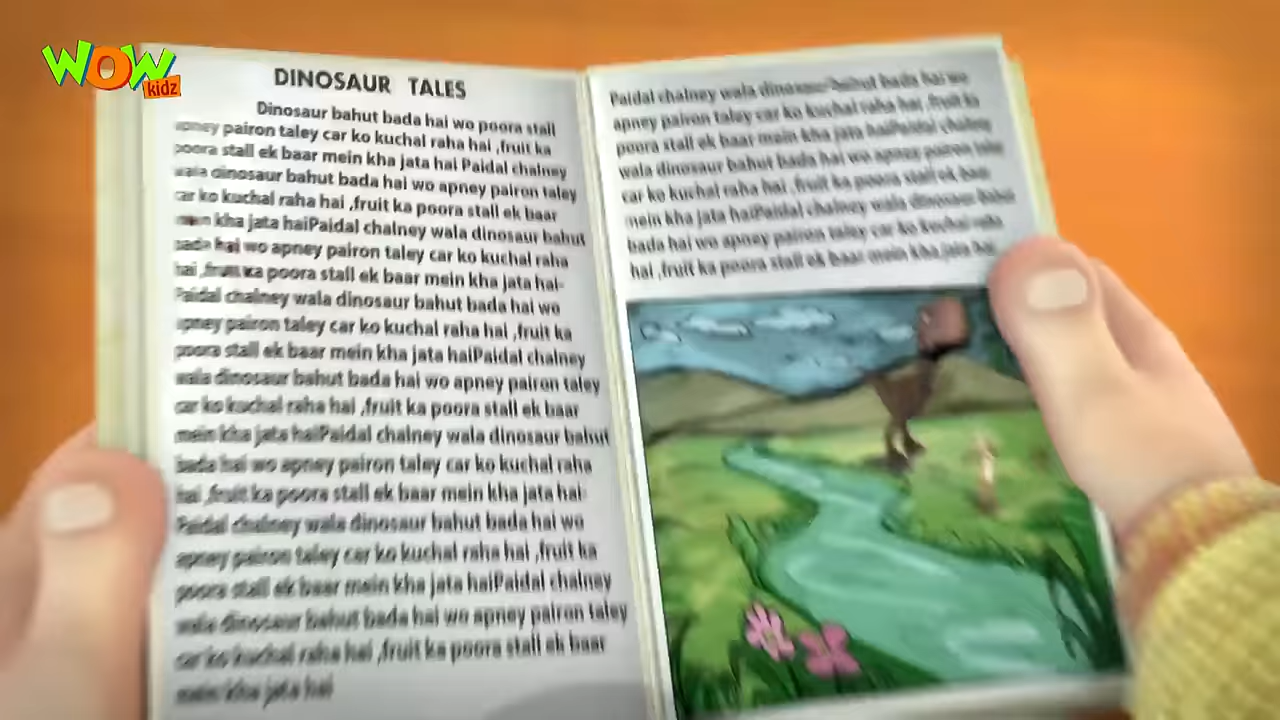 WOW
kidz
DINOSAUR TALES
Dinosaur bahut bada hai wo poora stall
apney pairon taley car ko kuchal raha hai ,fruit ka
poora stall ek baar mein kha jata hai Paidal chalney
wala dinosaur bahut bada hai wo apney pairon taley
car ko kuchal raha hai ,fruit ka poora stall ek baar
mein kha jata haiPaidal chalney wala dinosaur bahut
bada hai wo apney pairon taley car ko kuchal raha
hai ,fruit ka poora stall ek baar mein kha jata hai-
Paidal chalney wala dinosaur bahut bada hai wo
apney pairon taley car ko kuchal raha hai ,fruit ka
poora stall ek baar mein kha jata haiPaidal chalney
wala dinosaur bahut bada hai wo apney pairon taley
car ko kuchal raha hai ,fruit ka poora stall ek baar
mein kha jata haiPaidal chalney wala dinosaur bahut
bada hai wo apney pairon taley car ko kuchal raha
hai ,fruit ka poora stall ek baar mein kha jata hai-
Paidal chalney wala dinosaur bahut bada hai wo
apney pairon taley car ko kuchal raha hai ,fruit ka
poora stall ek baar mein kha jata haiPaidal chalney
wala dinosaur bahut bada hai wo apney pairon taley
car ko kuchal raha hai ,fruit ka poora stall ek baar
mein kha jata hai
Paidal chalney wala dinosaur bahut bada hai wo
apney pairon taley car ko kuchal raha hai ,fruit ka
poora stall ek baar mein kha jata haiPaidal chalney
wala dinosaur bahut bada hai wo apney pairon taley
car ko kuchal raha hai ,fruit ka poora stall ek baar
mein kha jata haiPaidal chalney wala dinosaur bahut
bada hai wo apney pairon taley car ko kuchal raha
hai ,fruit ka poora stall ek baar mein kha jata hai